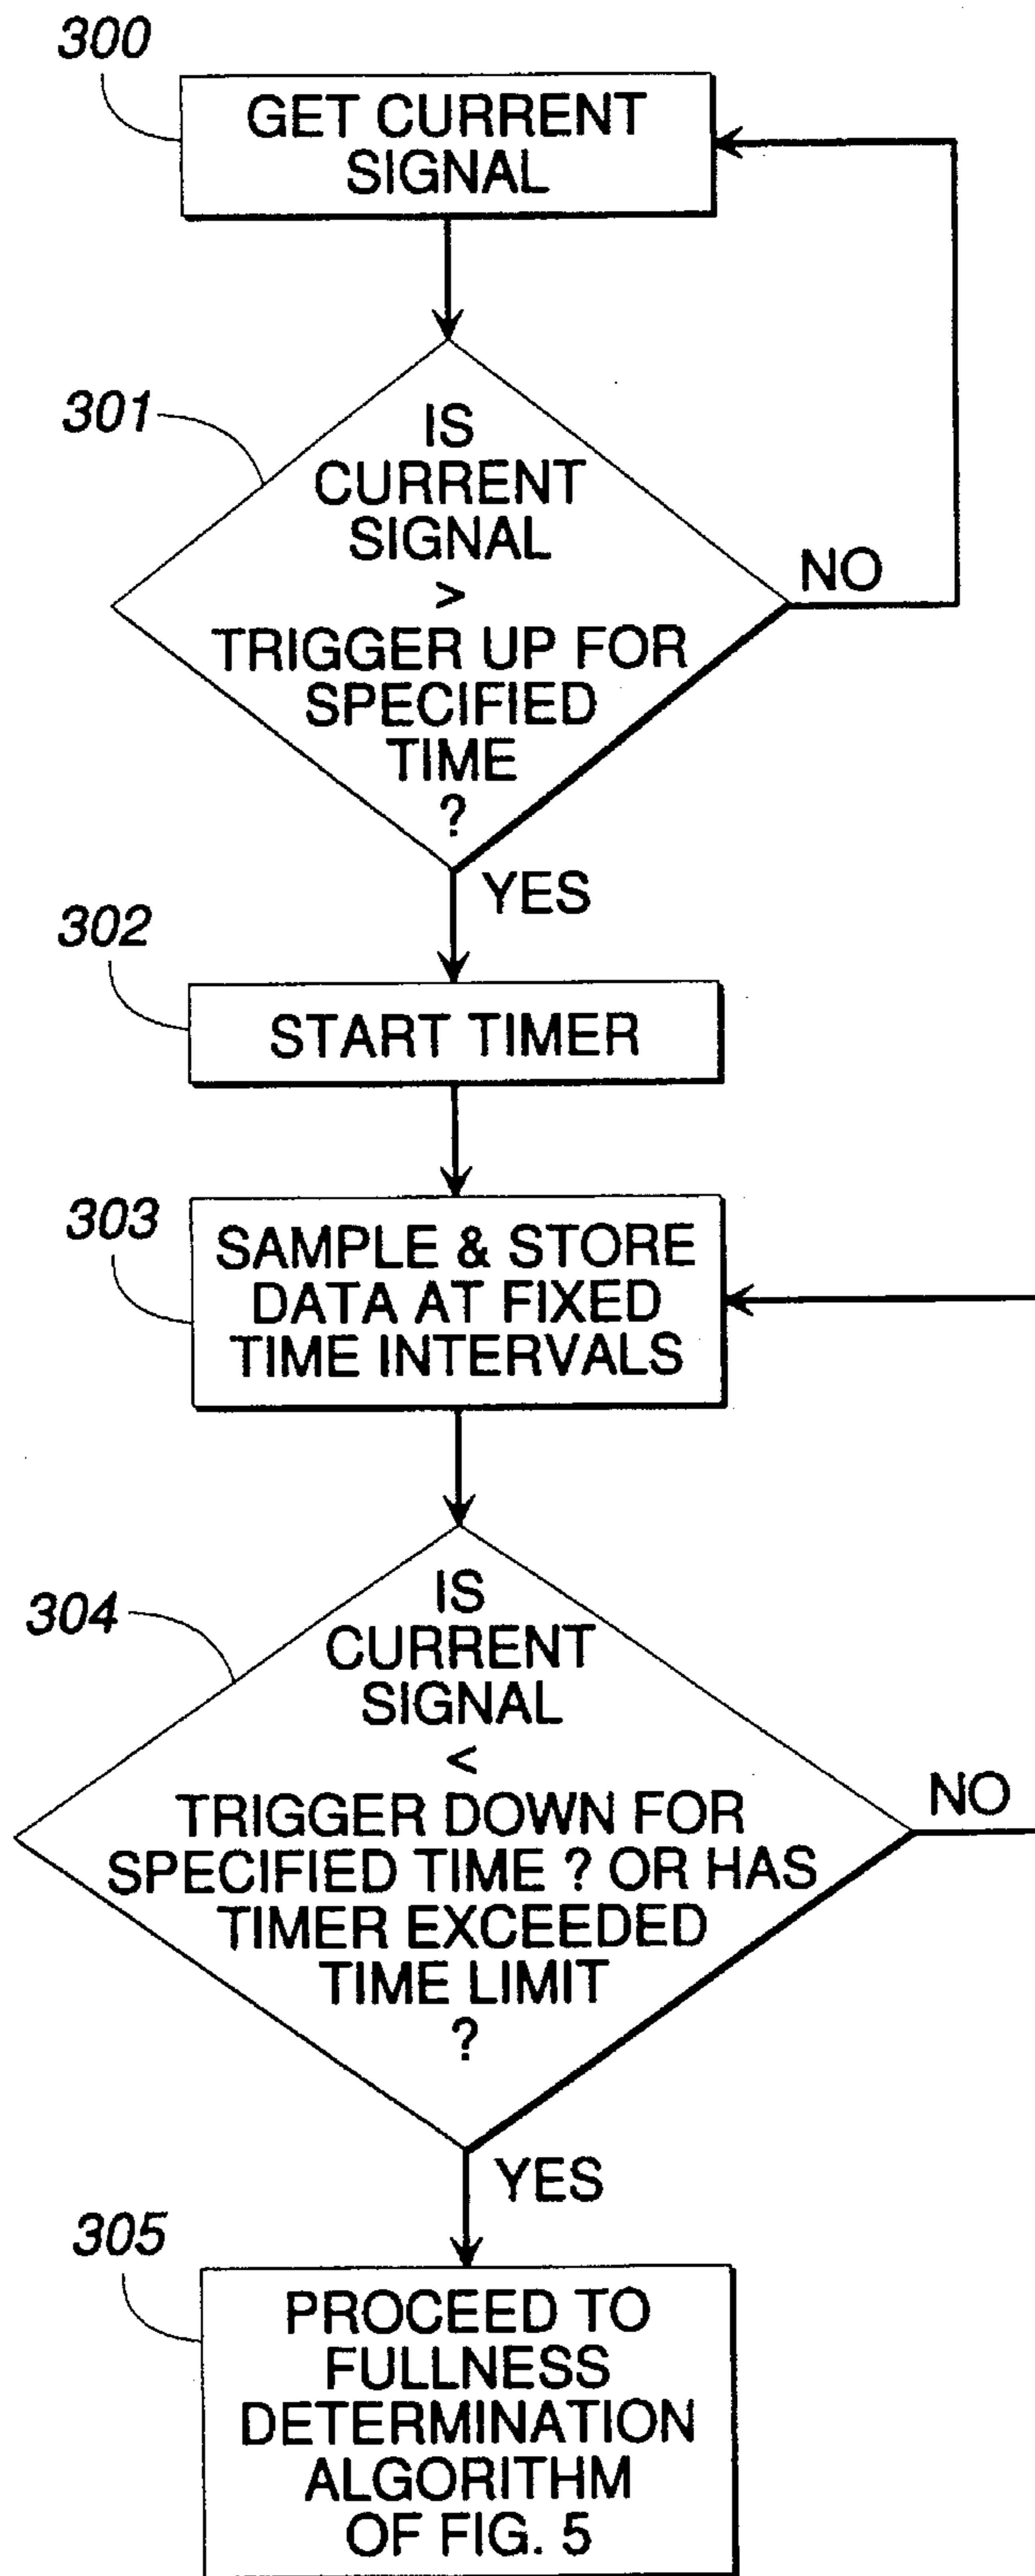 300
GET CURRENT
SIGNAL
301
IS
CURRENT
SIGNAL
>
TRIGGER UP FOR
SPECIFIED
TIME
?
NO
YES
302
START TIMER
303
SAMPLE & STORE
DATA AT FIXED
TIME INTERVALS
304
IS
CURRENT
SIGNAL
<
TRIGGER DOWN FOR
SPECIFIED TIME ? OR HAS
TIMER EXCEEDED
TIME LIMIT
?
NO
YES
305
PROCEED TO
FULLNESS
DETERMINATION
ALGORITHM
OF FIG. 5